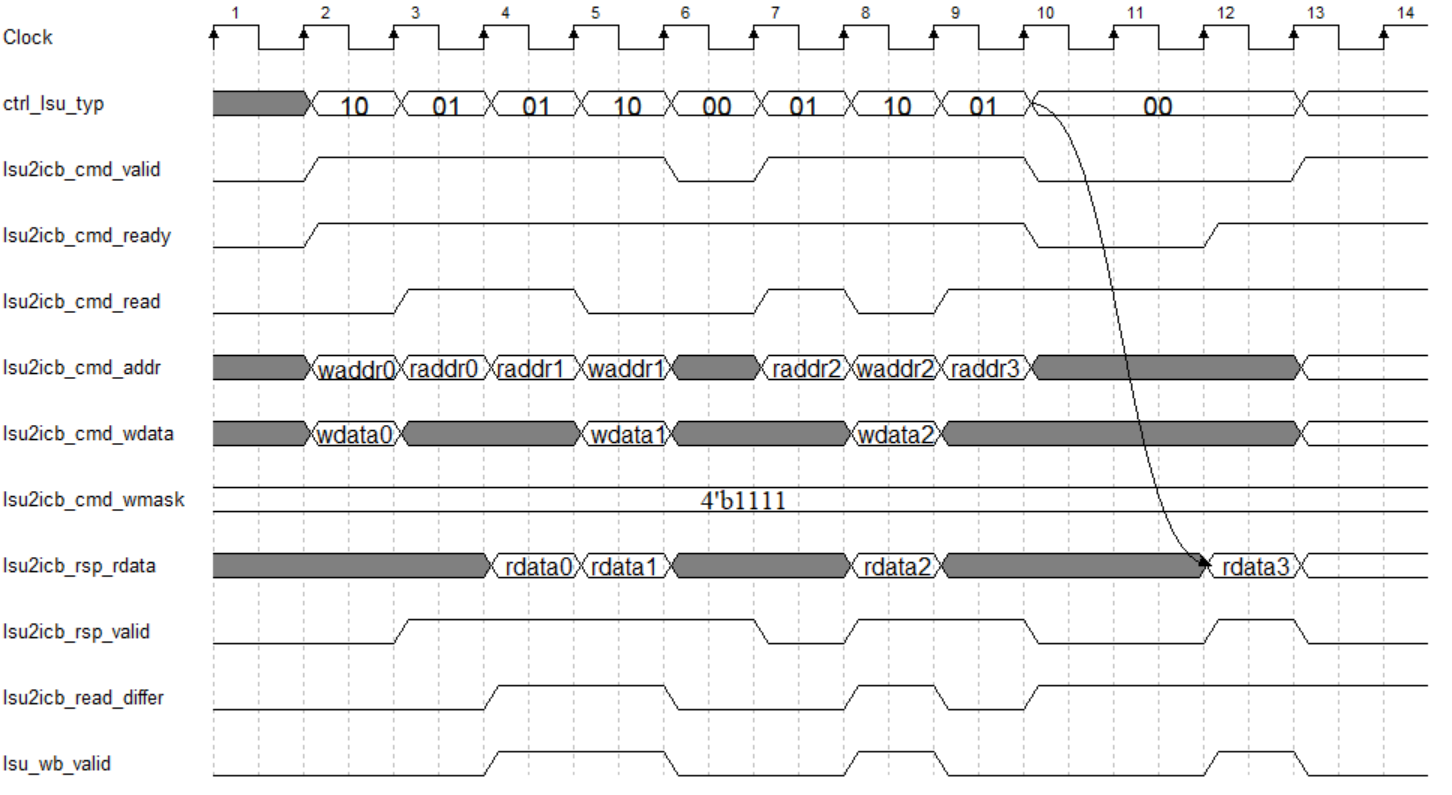 1 2 3 4 5 6 7 8 9 10 11 12 13 14
Clock
ctrl_lsu_typ 10 01 01 10 00 01 10 01 00
lsu2icb_cmd_valid
lsu2icb_cmd_ready
lsu2icb_cmd_read
lsu2icb_cmd_addr waddr0 raddr0 raddr1 waddr1 raddr2 waddr2 raddr3
lsu2icb_cmd_wdata wdata0 wdata1 wdata2
lsu2icb_cmd_wmask 4'b1111
lsu2icb_rsp_rdata rdata0 rdata1 rdata2 rdata3
lsu2icb_rsp_valid
lsu2icb_read_differ
lsu_wb_valid